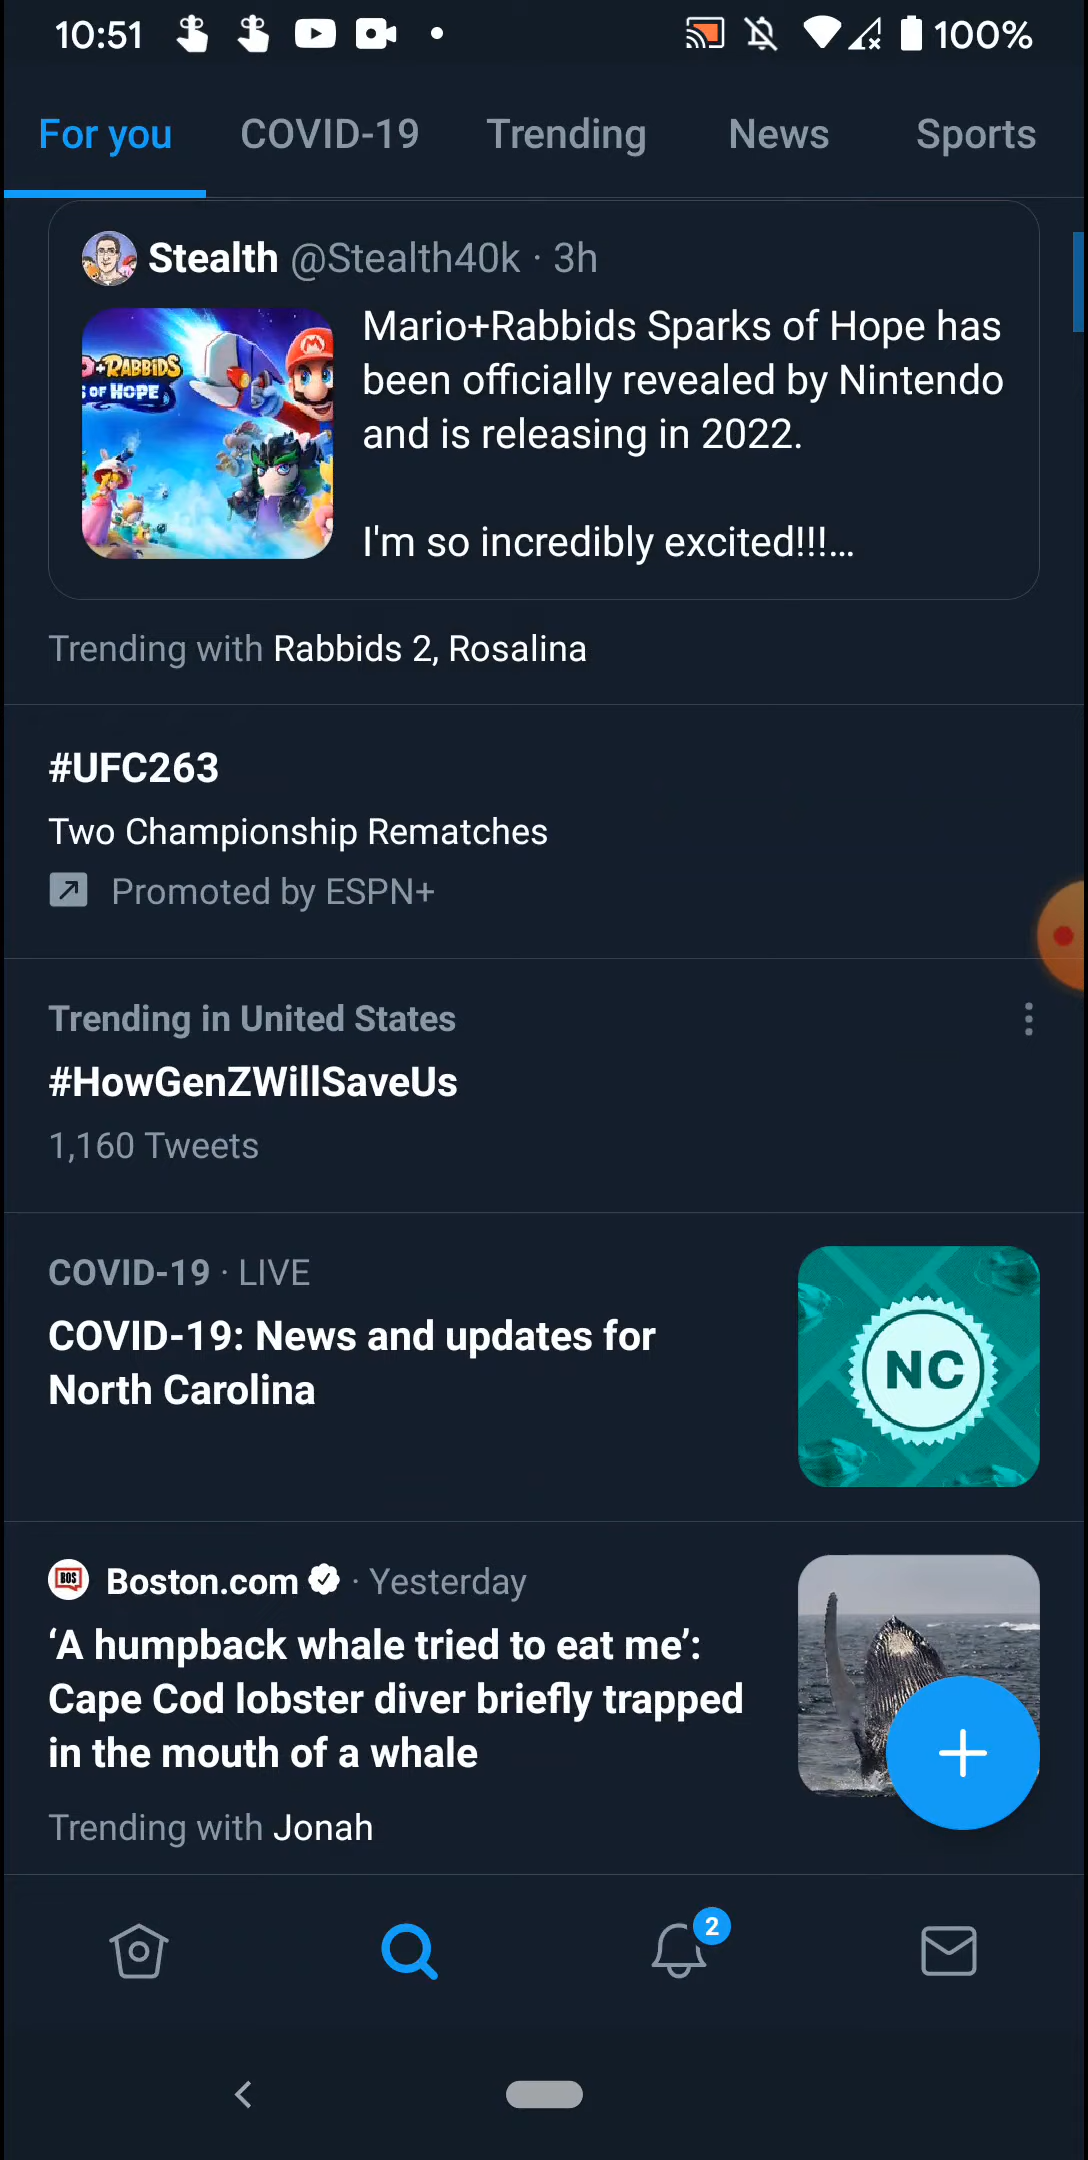 10:51
100%
For you
COVID-19
Trending
News
Sports
Stealth @Stealth40k · 3h
+RABBIDS
OF HOPE
Mario+Rabbids Sparks of Hope has
been officially revealed by Nintendo
and is releasing in 2022.
I'm so incredibly excited!!!...
Trending with Rabbids 2, Rosalina
#UFC263
Two Championship Rematches
Promoted by ESPN+
Trending in United States
#HowGenZWillSaveUs
1,160 Tweets
COVID-19 · LIVE
COVID-19: News and updates for
North Carolina
NC
BOS
Boston.com · Yesterday
‘A humpback whale tried to eat me’:
Cape Cod lobster diver briefly trapped
in the mouth of a whale
Trending with Jonah
2